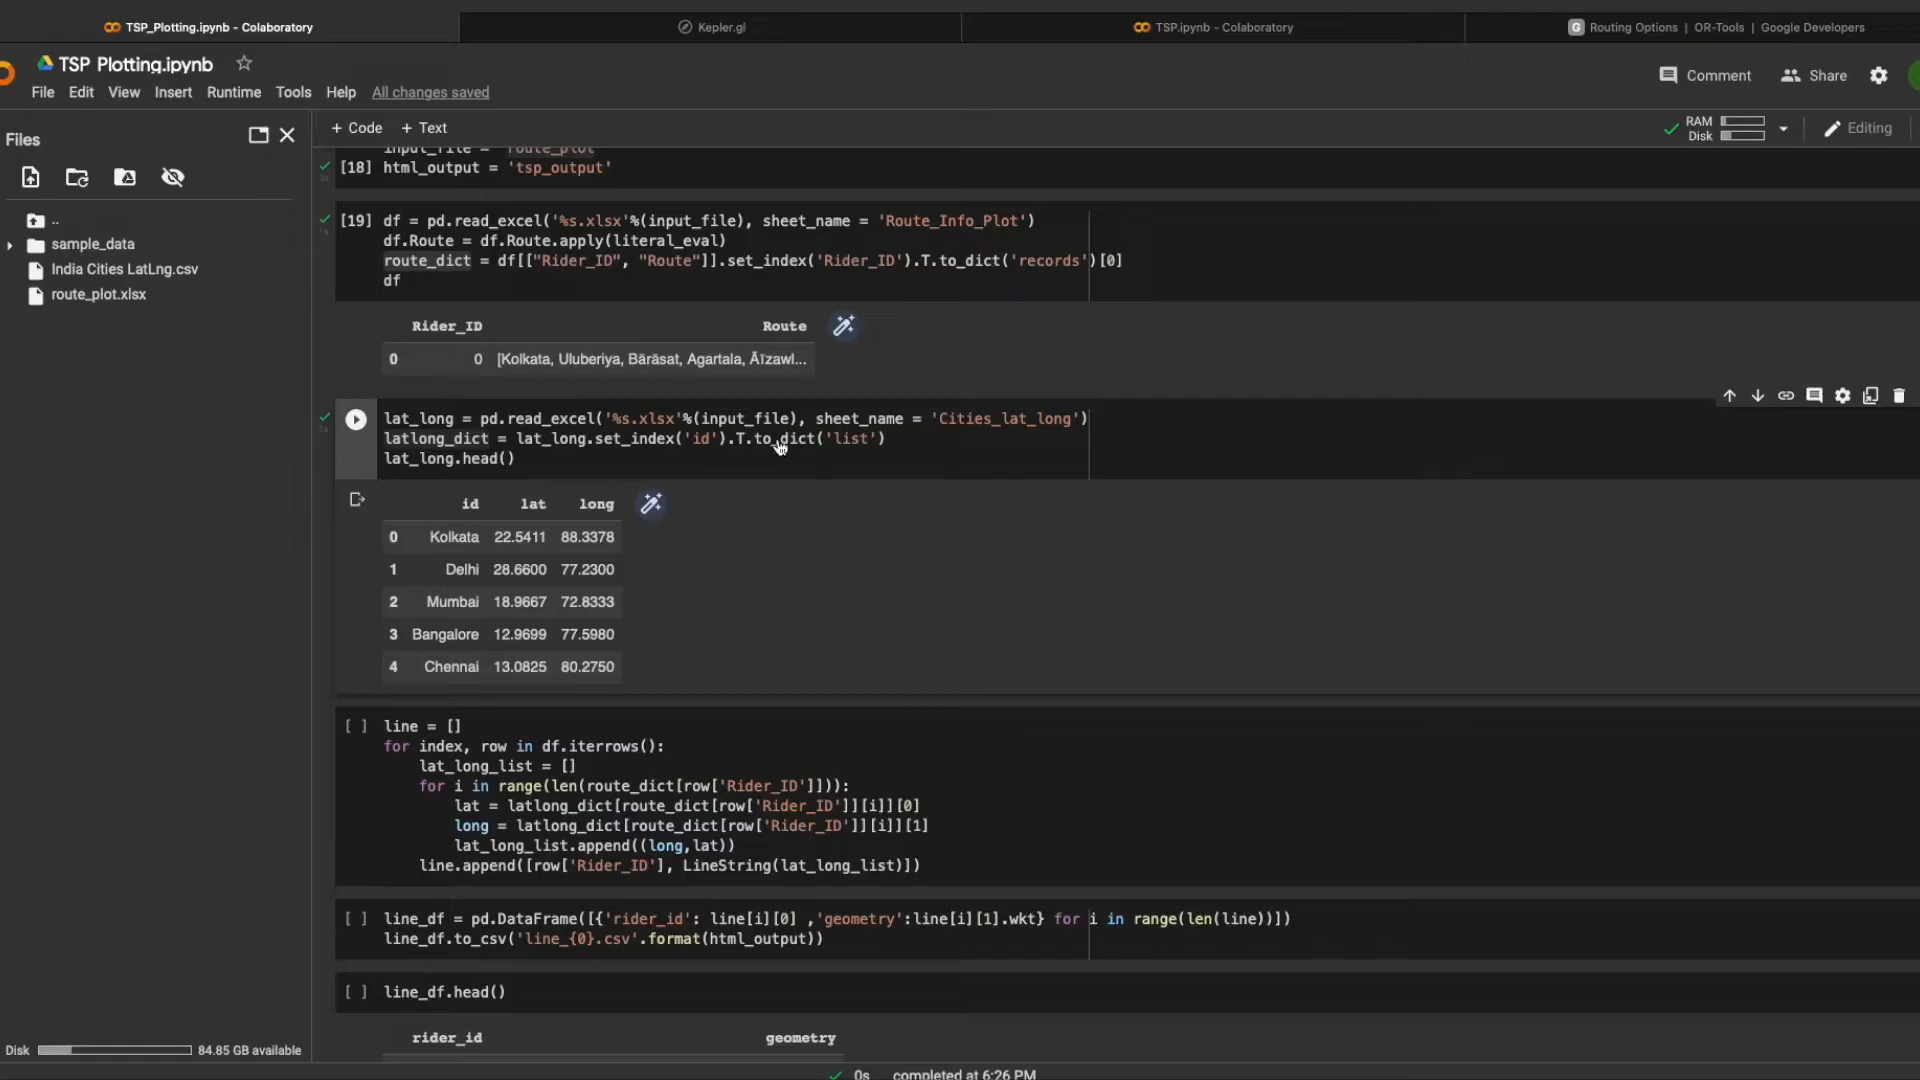 TSP_Plotting.ipynb - Colaboratory
Kepler.gl
TSP.ipynb - Colaboratory
Routing Options | OR-Tools | Google Developers
TSP Plotting.ipynb
Comment
Share
File Edit View Insert Runtime Tools Help All changes saved
Files
+ Code + Text
RAM
Disk
Editing
input_file = 'route_plot'
[18] html_output = 'tsp_output'
..
sample_data
India Cities LatLng.csv
route_plot.xlsx
[19] df = pd.read_excel('%s.xlsx'%(input_file), sheet_name = 'Route_Info_Plot')
df.Route = df.Route.apply(literal_eval)
route_dict = df[["Rider_ID", "Route"]].set_index('Rider_ID').T.to_dict('records')[0]
df
Rider_ID Route
0 0 [Kolkata, Uluberiya, Bārāsat, Agartala, Āīzawl...
lat_long = pd.read_excel('%s.xlsx'%(input_file), sheet_name = 'Cities_lat_long')
latlong_dict = lat_long.set_index('id').T.to_dict('list')
lat_long.head()
id lat long
0 Kolkata 22.5411 88.3378
1 Delhi 28.6600 77.2300
2 Mumbai 18.9667 72.8333
3 Bangalore 12.9699 77.5980
4 Chennai 13.0825 80.2750
[ ] line = []
for index, row in df.iterrows():
lat_long_list = []
for i in range(len(route_dict[row['Rider_ID']])):
lat = latlong_dict[route_dict[row['Rider_ID']][i]][0]
long = latlong_dict[route_dict[row['Rider_ID']][i]][1]
lat_long_list.append((long,lat))
line.append([row['Rider_ID'], LineString(lat_long_list)])
[ ] line_df = pd.DataFrame([{'rider_id': line[i][0] ,'geometry':line[i][1].wkt} for i in range(len(line))])
line_df.to_csv('line_{0}.csv'.format(html_output))
[ ] line_df.head()
rider_id geometry
Disk 84.85 GB available
0s completed at 6:26 PM